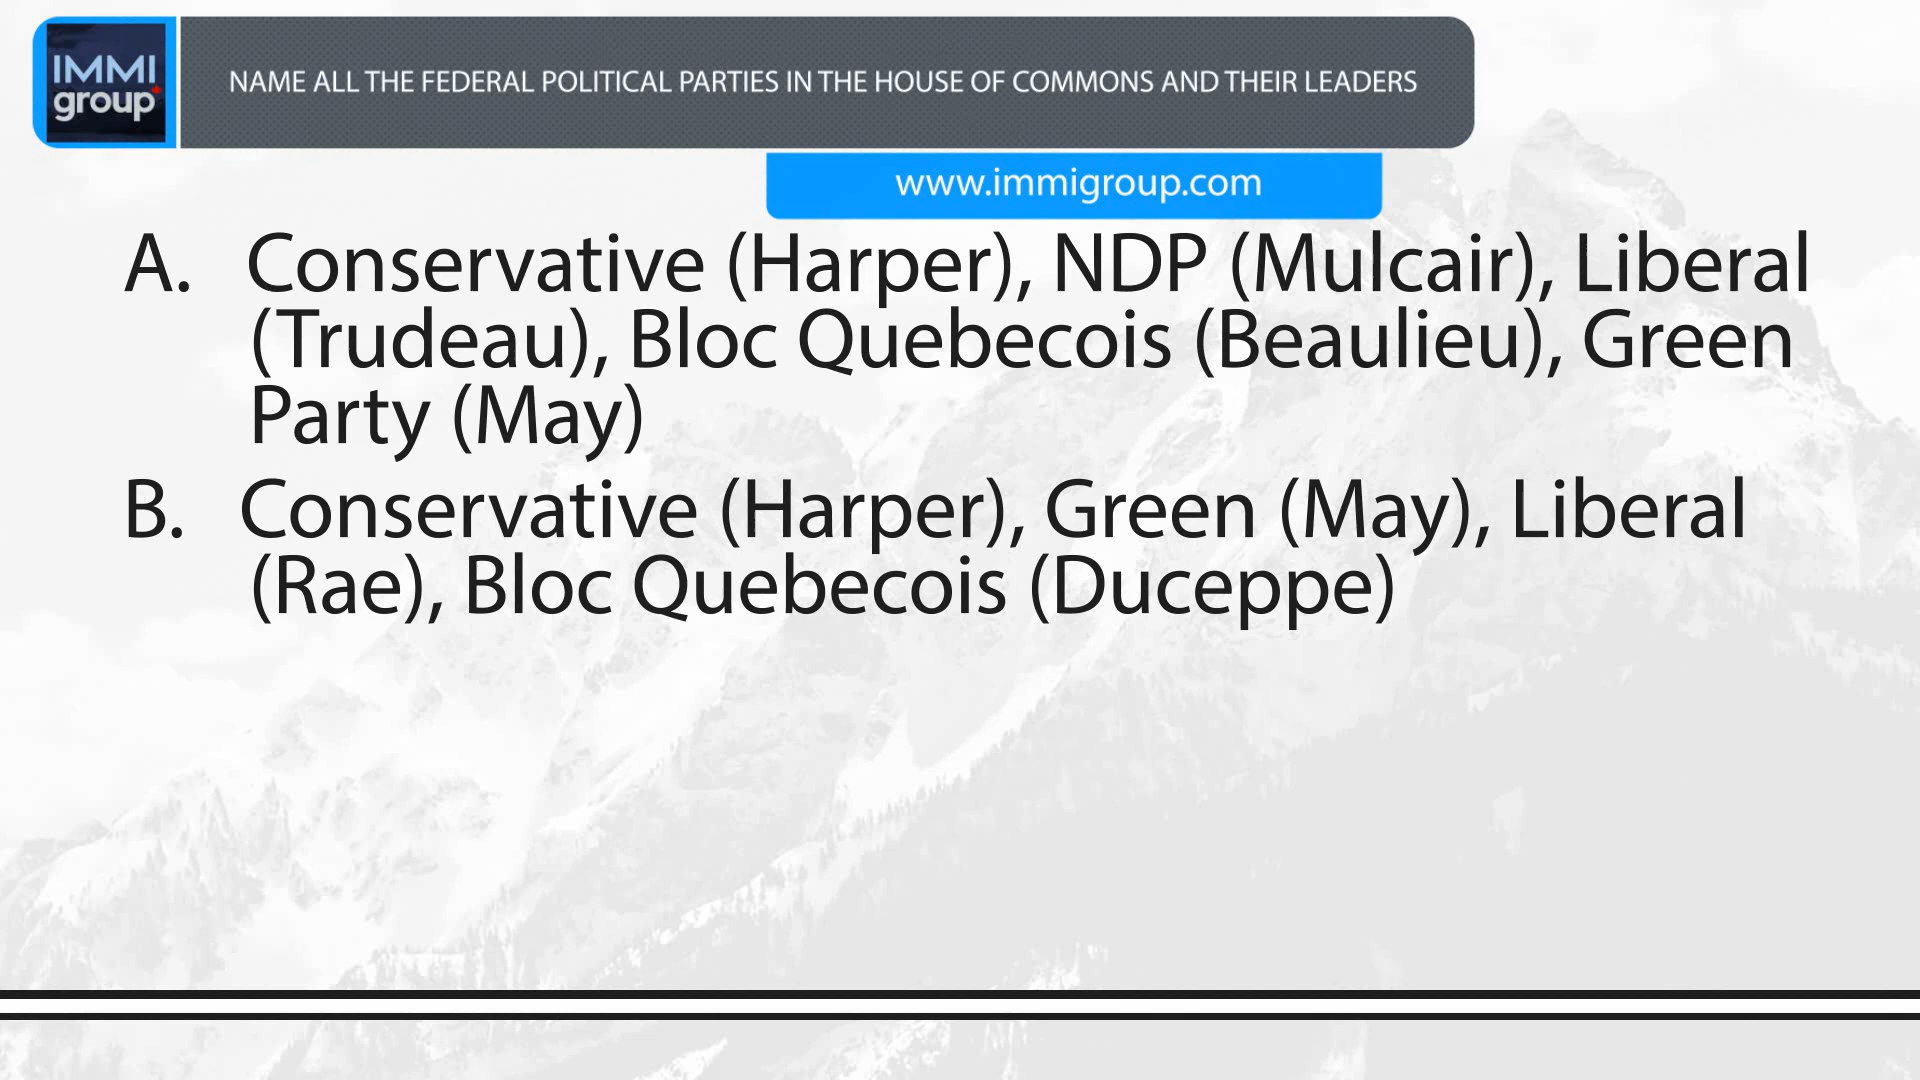 IMMI
group
NAME ALL THE FEDERAL POLITICAL PARTIES IN THE HOUSE OF COMMONS AND THEIR LEADERS
www.immigroup.com
A. Conservative (Harper), NDP (Mulcair), Liberal
(Trudeau), Bloc Quebecois (Beaulieu), Green
Party (May)
B. Conservative (Harper), Green (May), Liberal
(Rae), Bloc Quebecois (Duceppe)